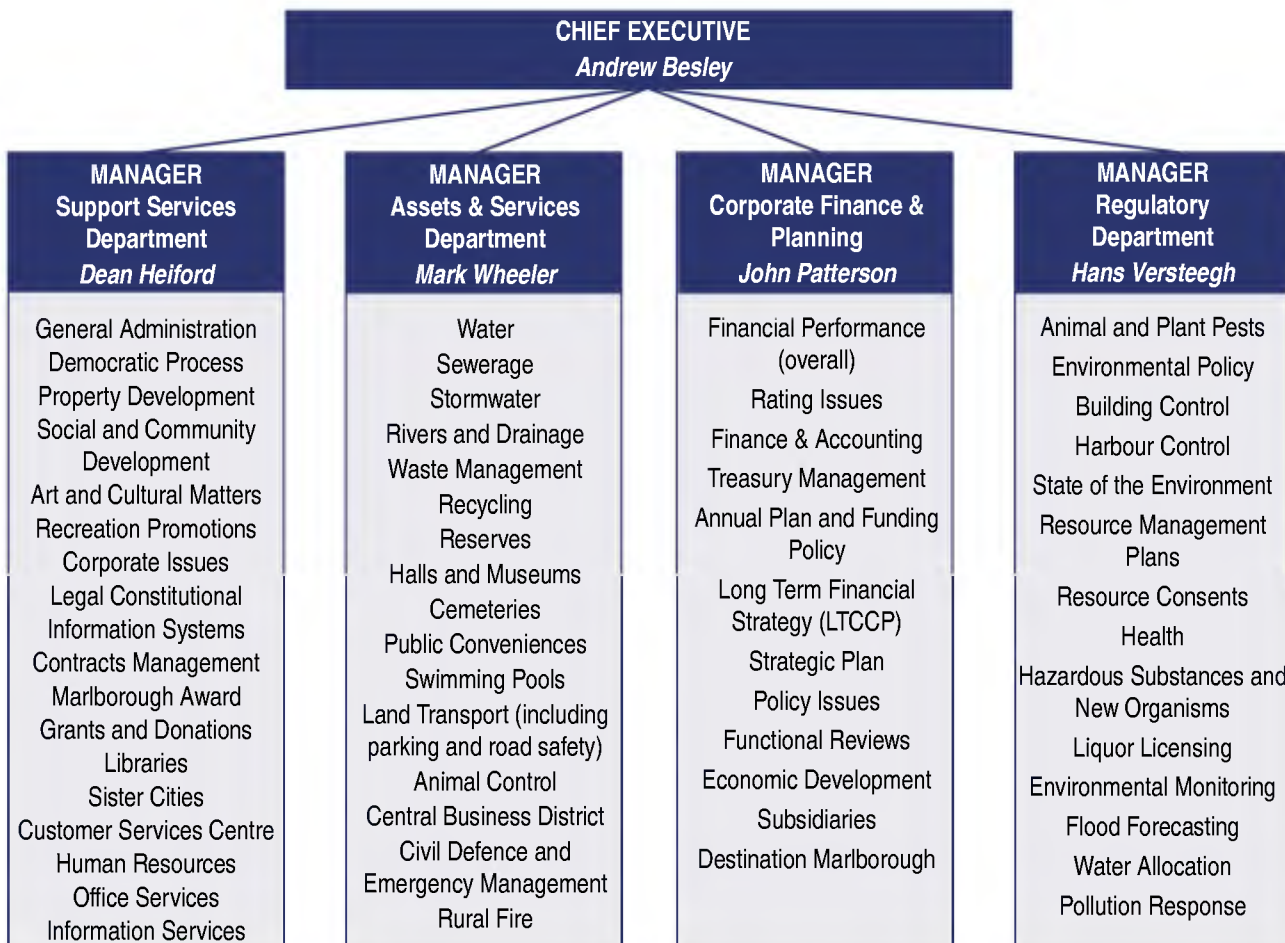 CHIEF EXECUTIVE
Andrew Besley
MANAGER
Support Services
Department
Dean Heiford
General Administration
Democratic Process
Property Development
Social and Community
Development
Art and Cultural Matters
Recreation Promotions
Corporate Issues
Legal Constitutional
Information Systems
Contracts Management
Marlborough Award
Grants and Donations
Libraries
Sister Cities
Customer Services Centre
Human Resources
Office Services
Information Services
MANAGER
Assets & Services
Department
Mark Wheeler
Water
Sewerage
Stormwater
Rivers and Drainage
Waste Management
Recycling
Reserves
Halls and Museums
Cemeteries
Public Conveniences
Swimming Pools
Land Transport (including
parking and road safety)
Animal Control
Central Business District
Civil Defence and
Emergency Management
Rural Fire
MANAGER
Corporate Finance &
Planning
John Patterson
Financial Performance
(overall)
Rating Issues
Finance & Accounting
Treasury Management
Annual Plan and Funding
Policy
Long Term Financial
Strategy (LTCCP)
Strategic Plan
Policy Issues
Functional Reviews
Economic Development
Subsidiaries
Destination Marlborough
MANAGER
Regulatory
Department
Hans Versteegh
Animal and Plant Pests
Environmental Policy
Building Control
Harbour Control
State of the Environment
Resource Management
Plans
Resource Consents
Health
Hazardous Substances and
New Organisms
Liquor Licensing
Environmental Monitoring
Flood Forecasting
Water Allocation
Pollution Response